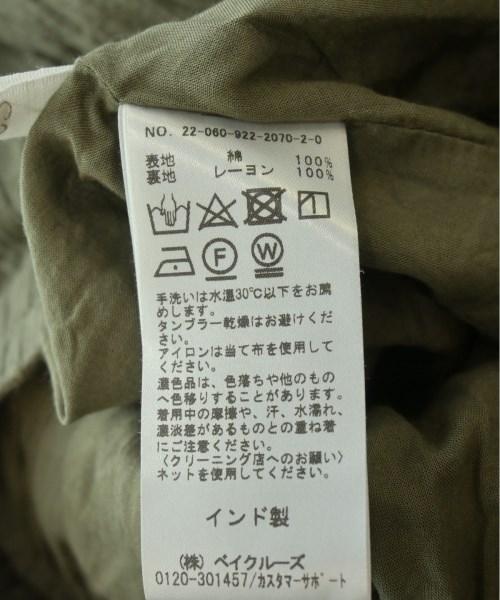 NO. 22-060-922-2070-2-0
表地 綿 100%
裏地 レーヨン 100%
F W
手洗いは水温30℃以下をお薦
めします。
タンブラー乾燥はお避けくだ
さい。
アイロンは当て布を使用して
ください。
濃色品は、色落ちや他のもの
へ色移りすることがあります。
着用中の摩擦や、汗、水濡れ、
濃淡差があるものとの重ね着
にご注意ください。
〈クリーニング店へのお願い〉
ネットを使用してください。
インド製
(株) ベイクルーズ
0120-301457/カスタマーサポート